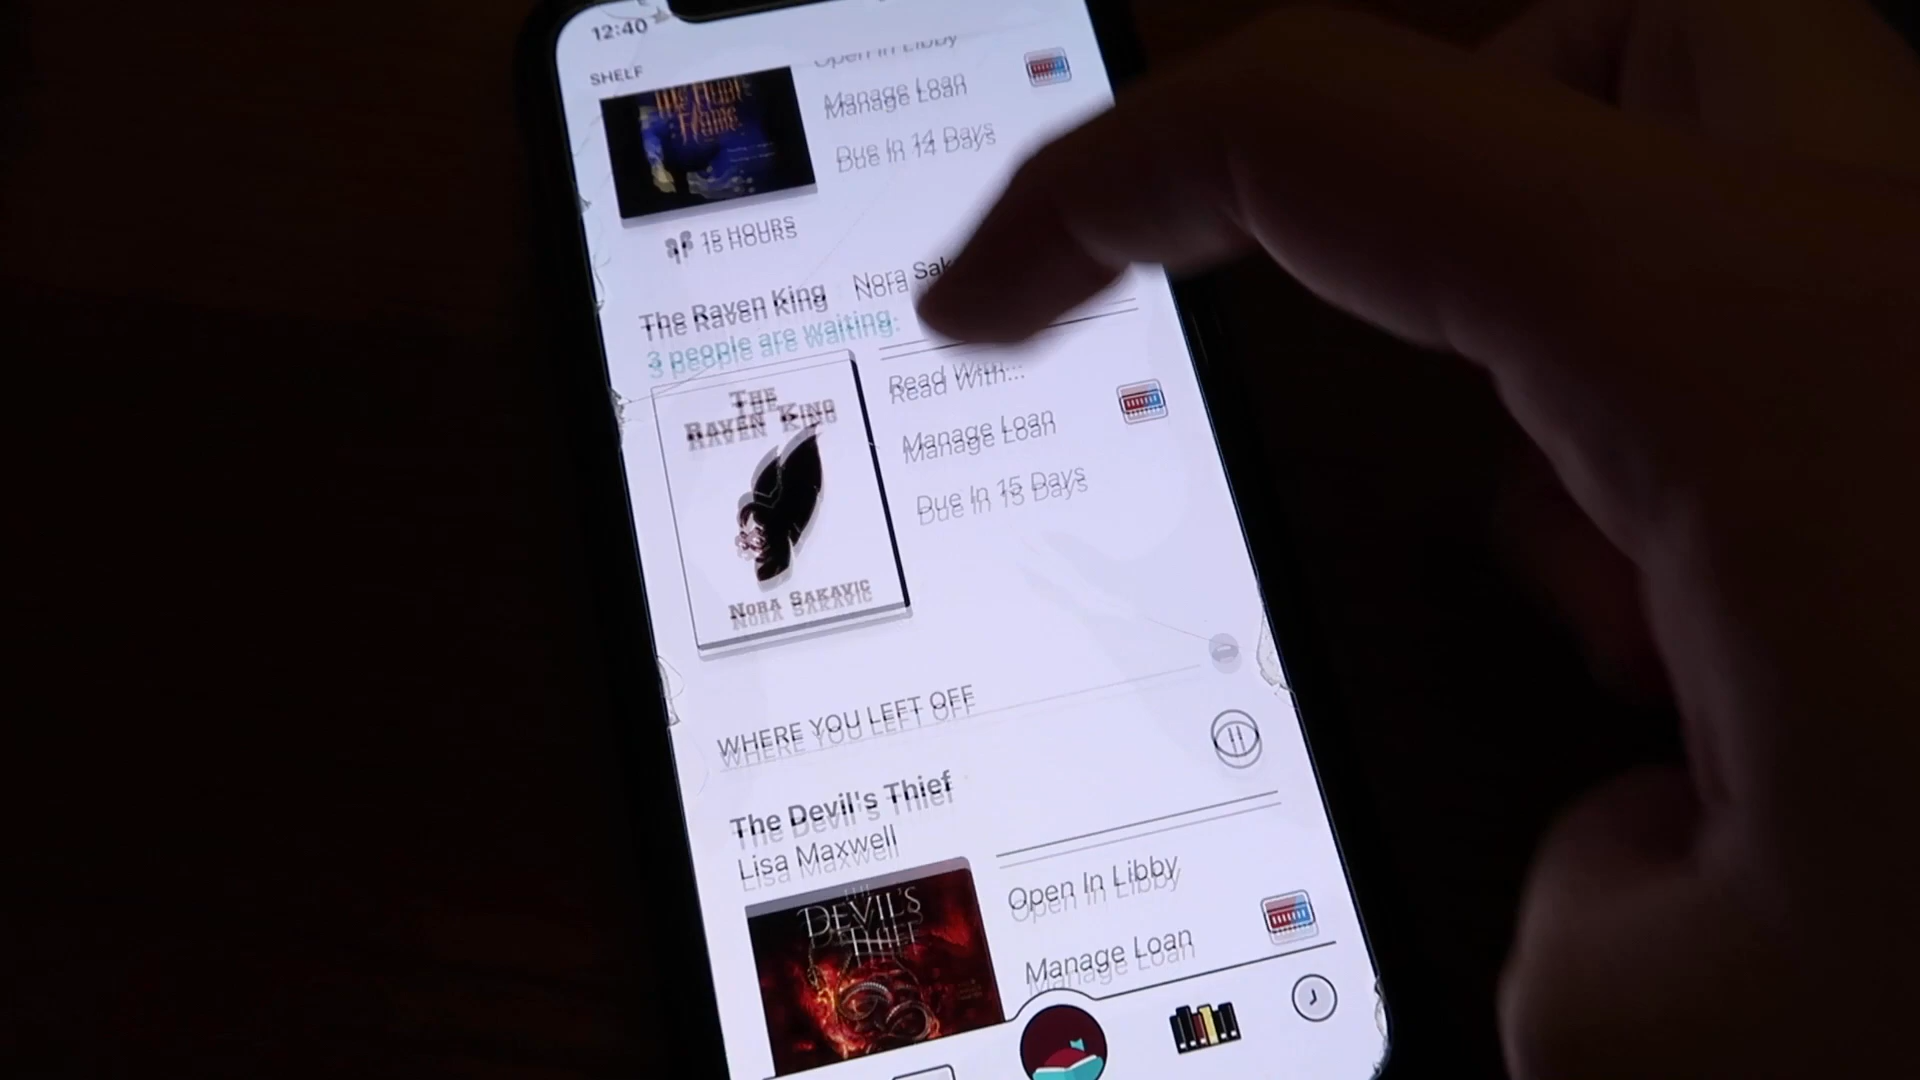 12:40
SHELF
Open In Libby
Manage Loan
Due In 14 Days
15 HOURS
The Raven King
Nora
3 people are waiting:
Read With...
Manage Loan
Due In 15 Days
THE
RAVEN KING
NORA SAKAVIC
WHERE YOU LEFT OFF
The Devil's Thief
Lisa Maxwell
Open In Libby
Manage Loan
THE
DEVIL'S
THIEF